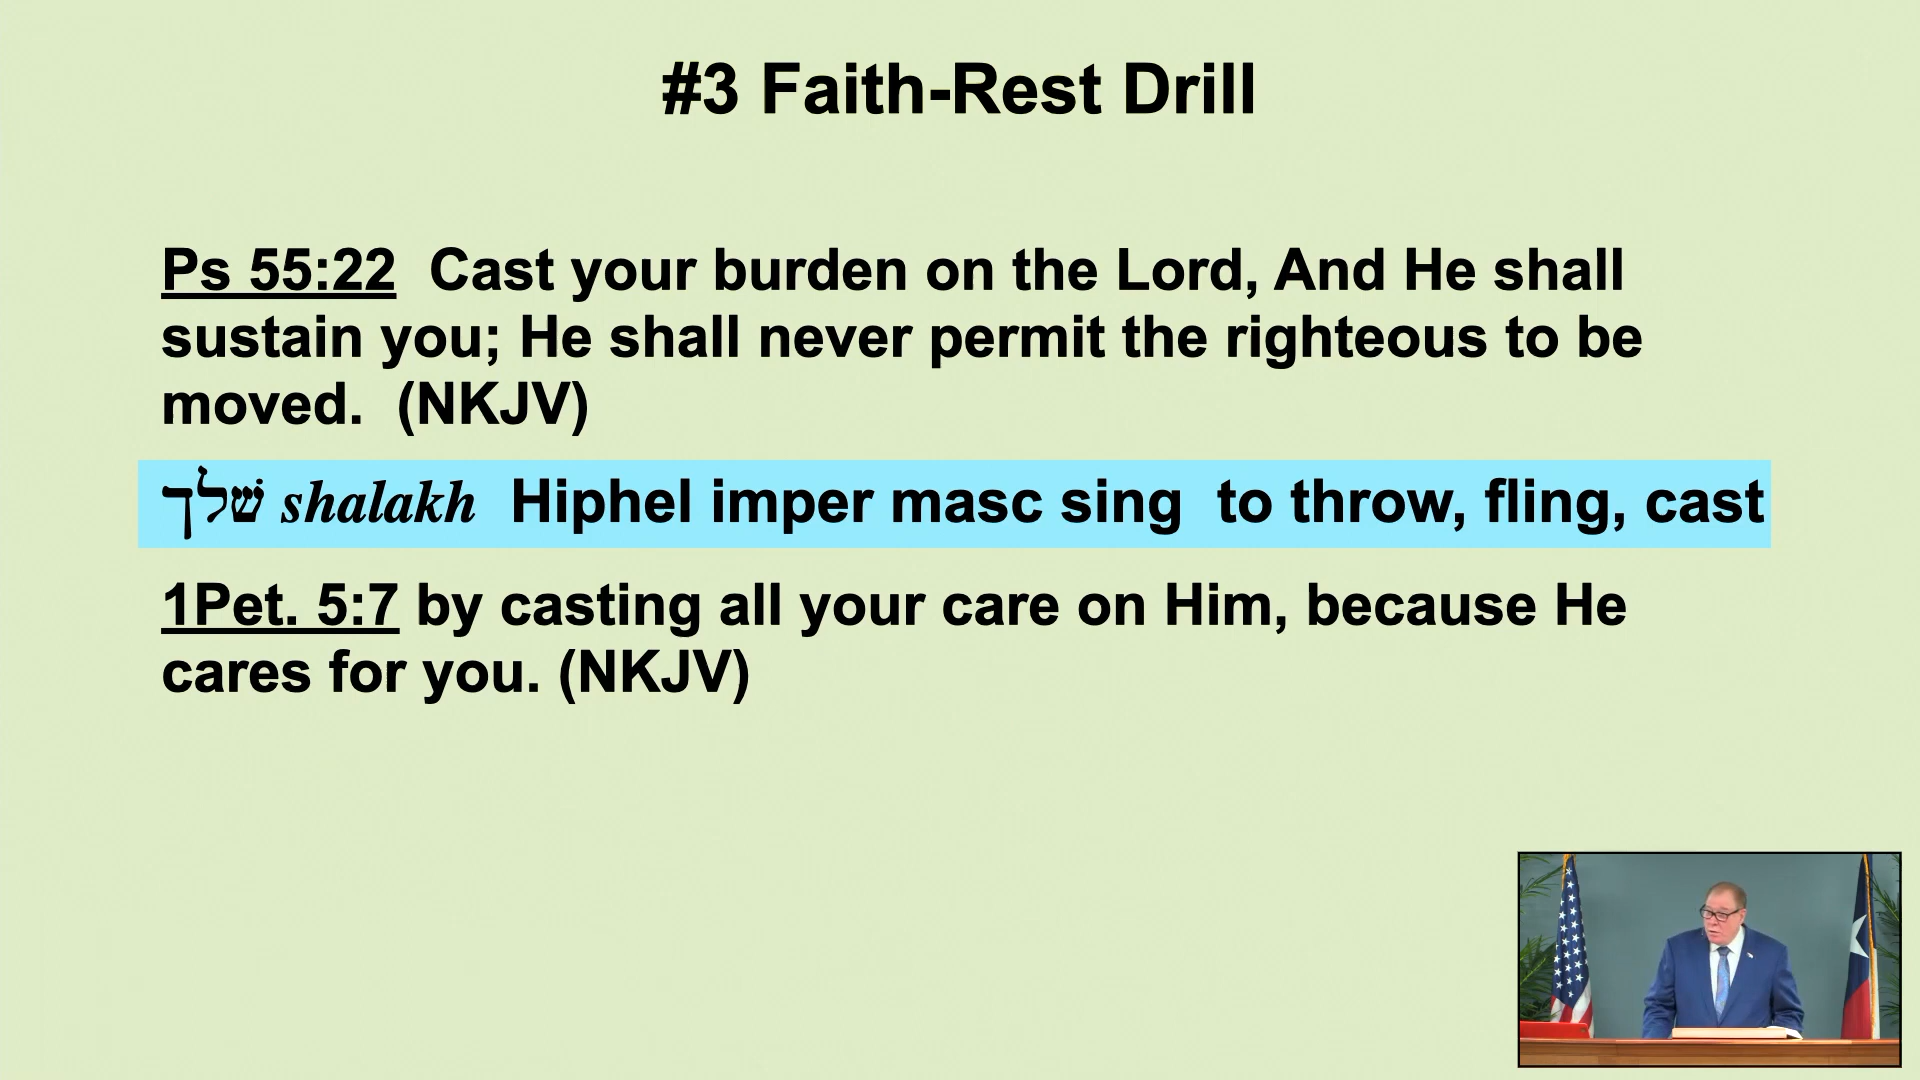 #3 Faith-Rest Drill
Ps 55:22 Cast your burden on the Lord, And He shall
sustain you; He shall never permit the righteous to be
moved. (NKJV)
שׁלך shalakh Hiphel imper masc sing to throw, fling, cast
1Pet. 5:7 by casting all your care on Him, because He
cares for you. (NKJV)